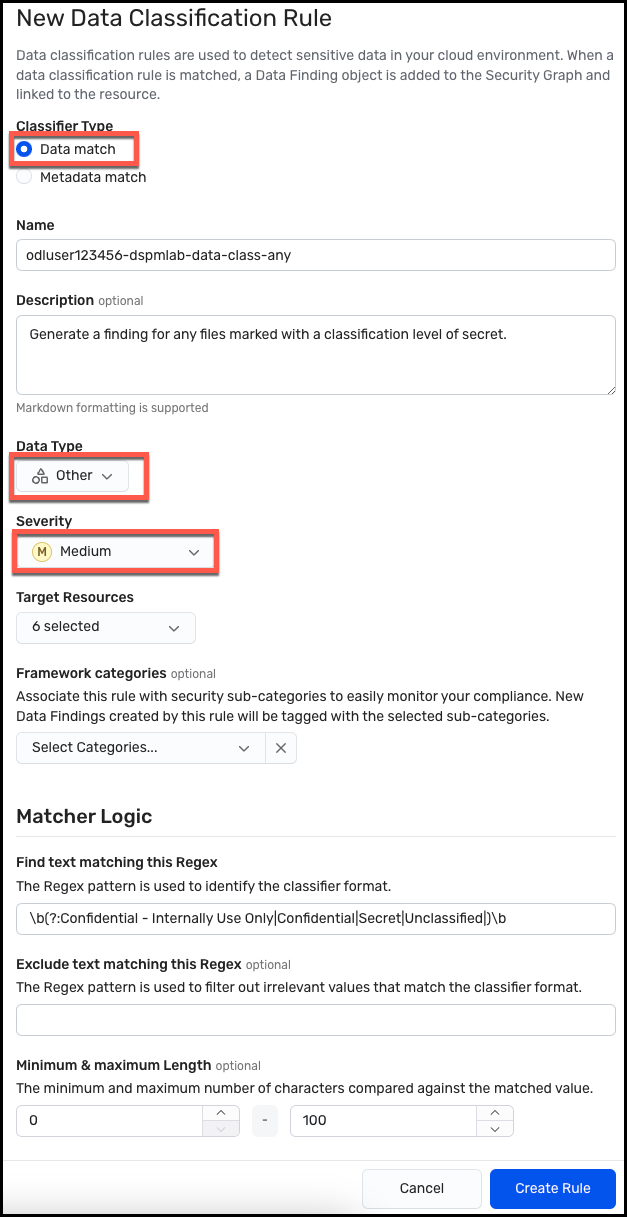 New Data Classification Rule
Data classification rules are used to detect sensitive data in your cloud environment. When a
data classification rule is matched, a Data Finding object is added to the Security Graph and
linked to the resource.
Classifier Type
Data match
Metadata match
Name
odluser123456-dspmlab-data-class-any
Description optional
Generate a finding for any files marked with a classification level of secret.
Markdown formatting is supported
Data Type
Other
Severity
M Medium
Target Resources
6 selected
Framework categories optional
Associate this rule with security sub-categories to easily monitor your compliance. New
Data Findings created by this rule will be tagged with the selected sub-categories.
Select Categories...
Matcher Logic
Find text matching this Regex
The Regex pattern is used to identify the classifier format.
\b(?:Confidential - Internally Use Only|Confidential|Secret|Unclassified|)\b
Exclude text matching this Regex optional
The Regex pattern is used to filter out irrelevant values that match the classifier format.
Minimum & maximum Length optional
The minimum and maximum number of characters compared against the matched value.
0 - 100
Cancel Create Rule